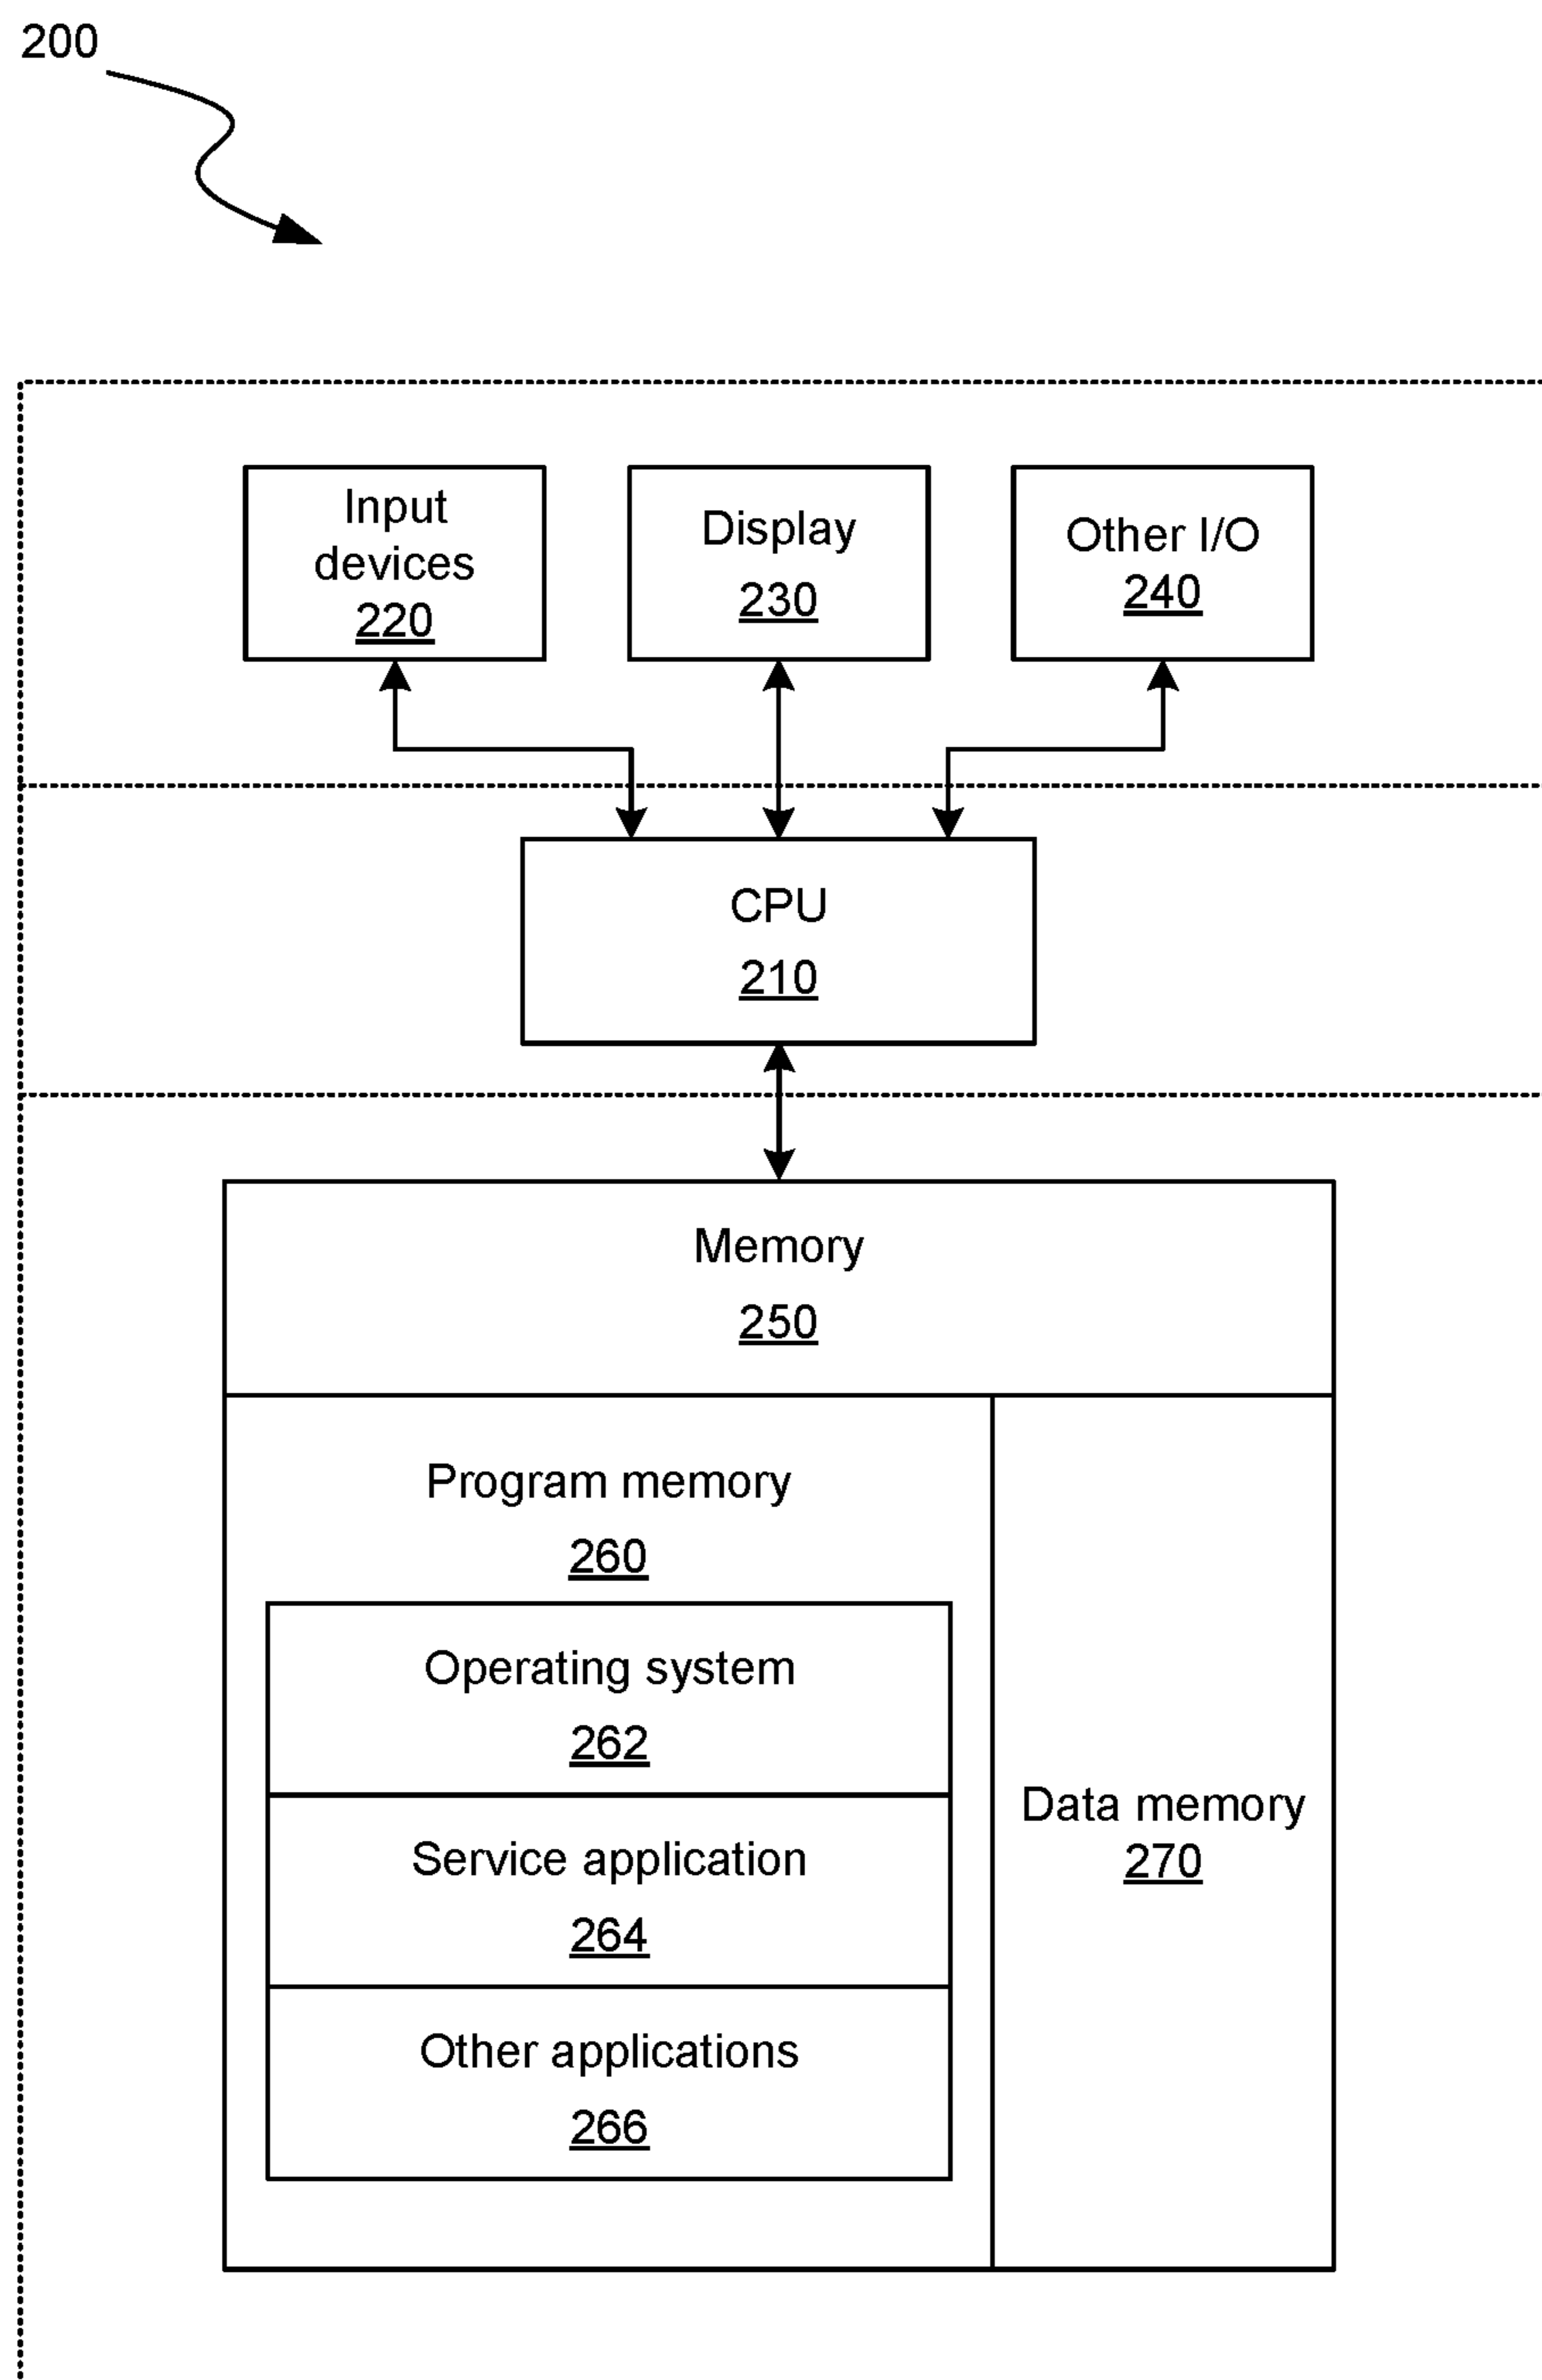 200
Input
devices
220
Display
230
Other I/O
240
CPU
210
Memory
250
Program memory
260
Operating system
262
Service application
264
Other applications
266
Data memory
270